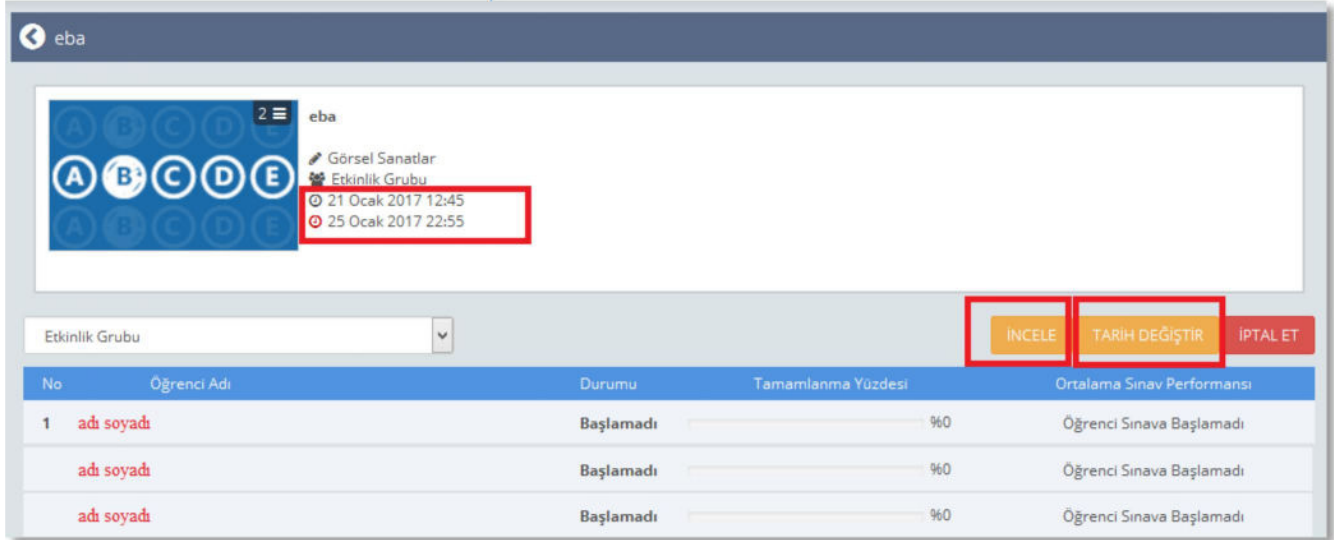 eba
2
A B C D E
A B C D E
A B C D E
eba
Görsel Sanatlar
Etkinlik Grubu
21 Ocak 2017 12:45
25 Ocak 2017 22:55
Etkinlik Grubu
İNCELE TARİH DEĞİŞTİR İPTAL ET
No Öğrenci Adı Durumu Tamamlanma Yüzdesi Ortalama Sınav Performansı
1 adı soyadı Başlamadı %0 Öğrenci Sınava Başlamadı
adı soyadı Başlamadı %0 Öğrenci Sınava Başlamadı
adı soyadı Başlamadı %0 Öğrenci Sınava Başlamadı